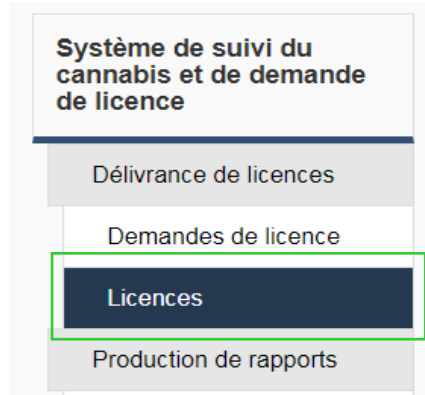 Système de suivi du
cannabis et de demande
de licence
Délivrance de licences
Demandes de licence
Licences
Production de rapports